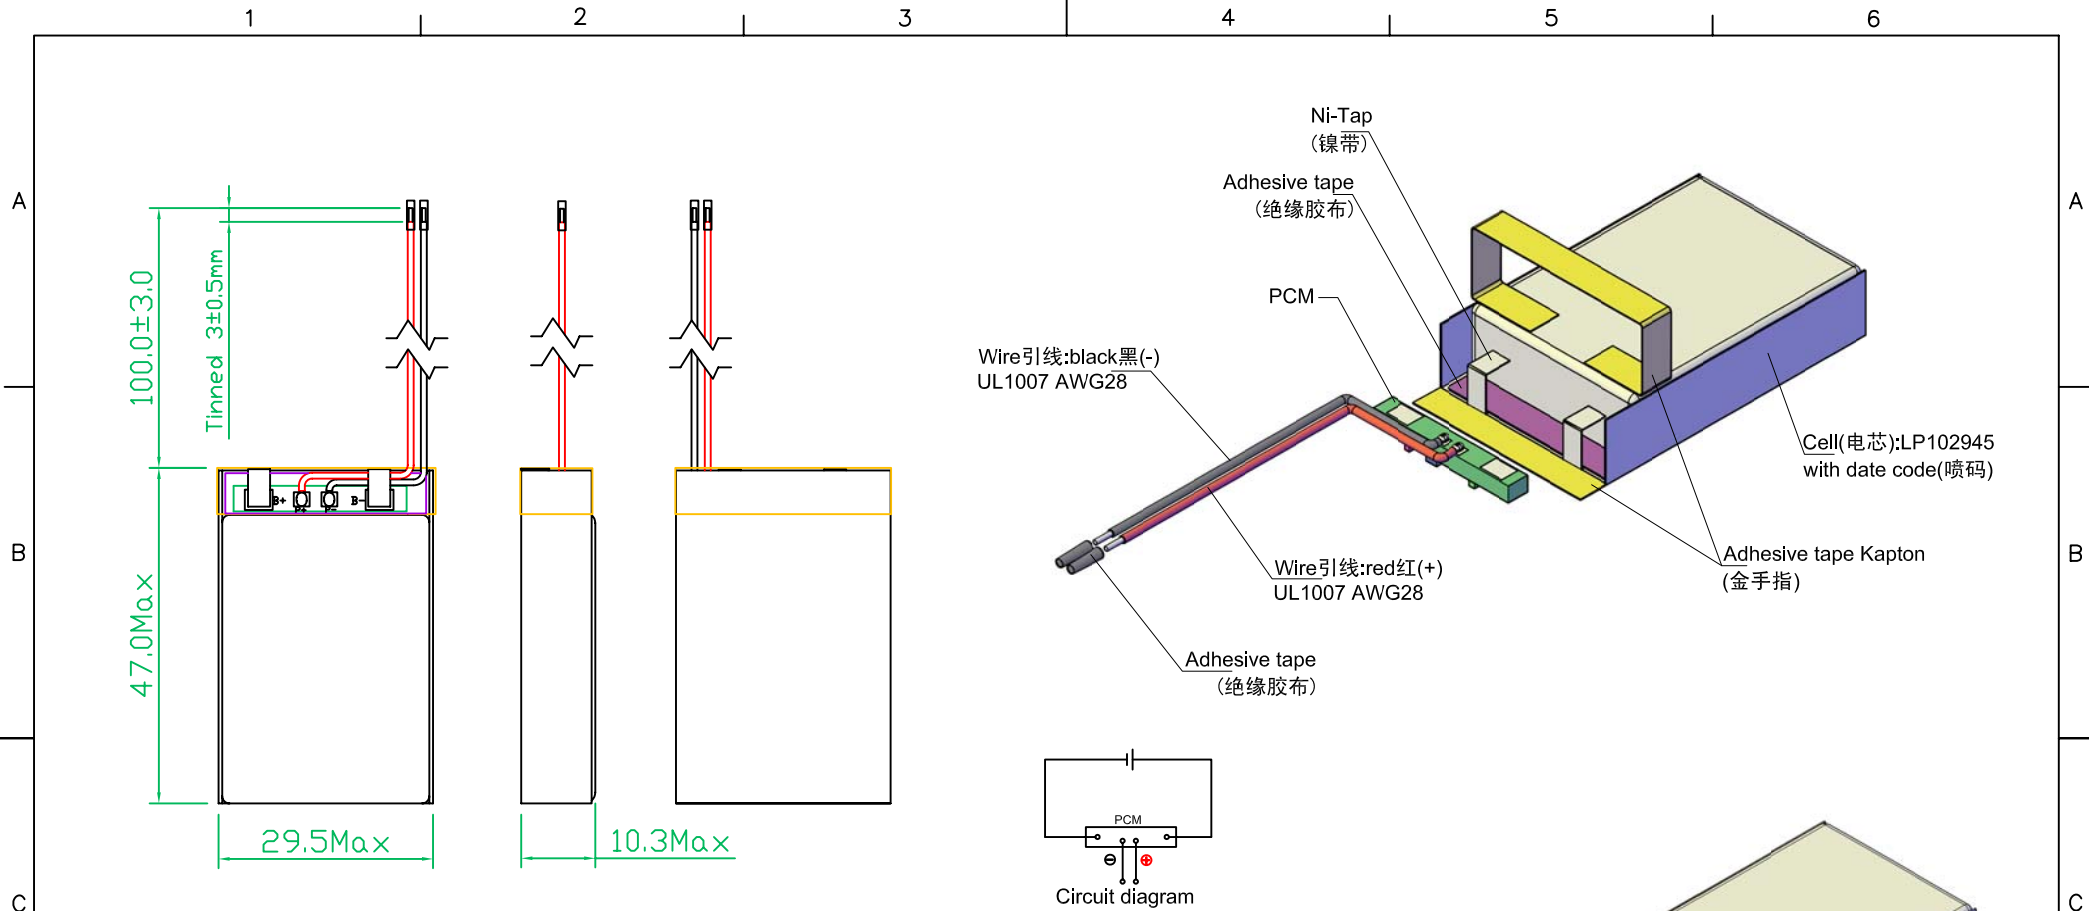 1 2 3 4 5 6
A
B
C
A
B
C
100.0±3.0
Tinned 3±0.5mm
47.0Max
29.5Max
10.3Max
B+
P+
P-
B-
Ni-Tap
(镍带)
Adhesive tape
(绝缘胶布)
PCM
Wire引线:black黑(-)
UL1007 AWG28
Cell(电芯):LP102945
with date code(喷码)
Adhesive tape Kapton
(金手指)
Wire引线:red红(+)
UL1007 AWG28
Adhesive tape
(绝缘胶布)
PCM
Circuit diagram